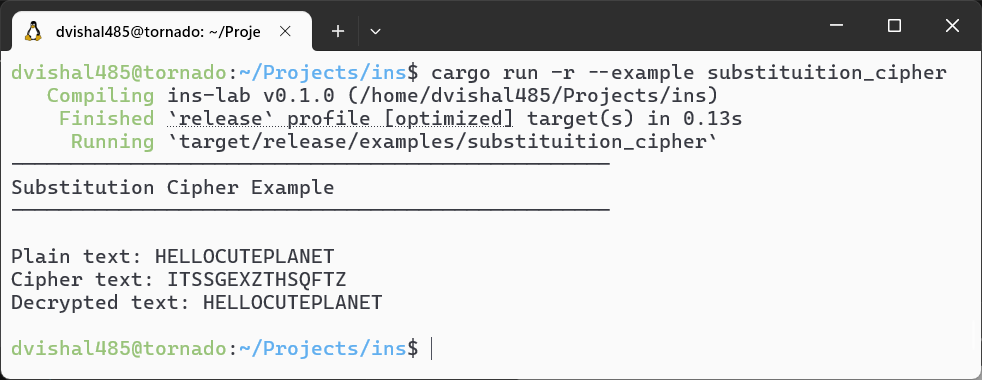 dvishal485@tornado: ~/Proje
dvishal485@tornado:~/Projects/ins$ cargo run -r --example substituition_cipher
Compiling ins-lab v0.1.0 (/home/dvishal485/Projects/ins)
Finished `release` profile [optimized] target(s) in 0.13s
Running `target/release/examples/substituition_cipher`
Substitution Cipher Example
Plain text: HELLOCUTEPLANET
Cipher text: ITSSGEXZTHSQFTZ
Decrypted text: HELLOCUTEPLANET
dvishal485@tornado:~/Projects/ins$